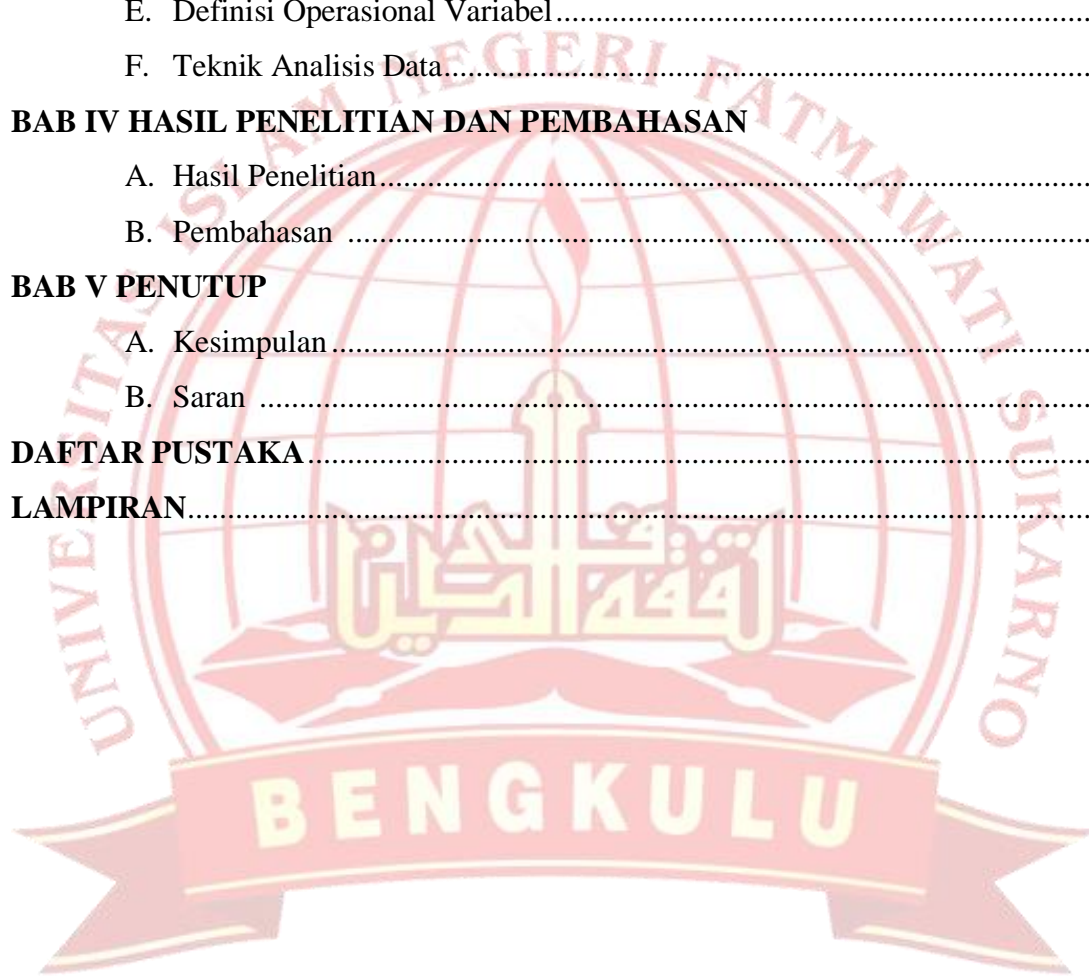 E. Definisi Operasional Variabel....................................................................................
F. Teknik Analisis Data...................................................................................................
BAB IV HASIL PENELITIAN DAN PEMBAHASAN
A. Hasil Penelitian............................................................................................................
B. Pembahasan .................................................................................................................
BAB V PENUTUP
A. Kesimpulan...................................................................................................................
B. Saran ..............................................................................................................................
DAFTAR PUSTAKA.............................................................................................................
LAMPIRAN...............................................................................................................................
UNIVERSITAS ISLAM NEGERI FATMAWATI SUKARNO
BENGKULU